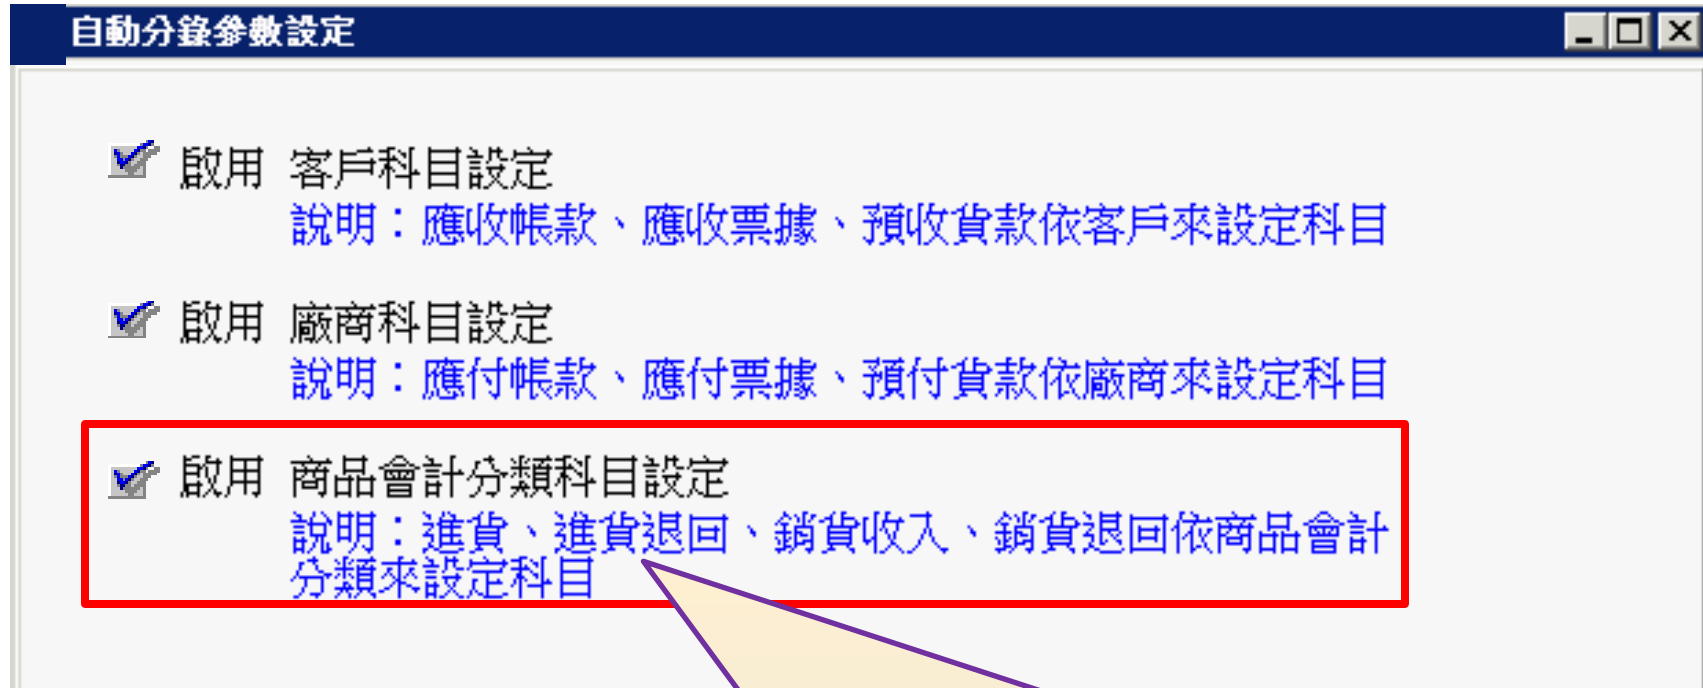 自動分錄參數設定
啟用 客戶科目設定
說明：應收帳款、應收票據、預收貨款依客戶來設定科目
啟用 廠商科目設定
說明：應付帳款、應付票據、預付貨款依廠商來設定科目
啟用 商品會計分類科目設定
說明：進貨、進貨退回、銷貨收入、銷貨退回依商品會計
分類來設定科目